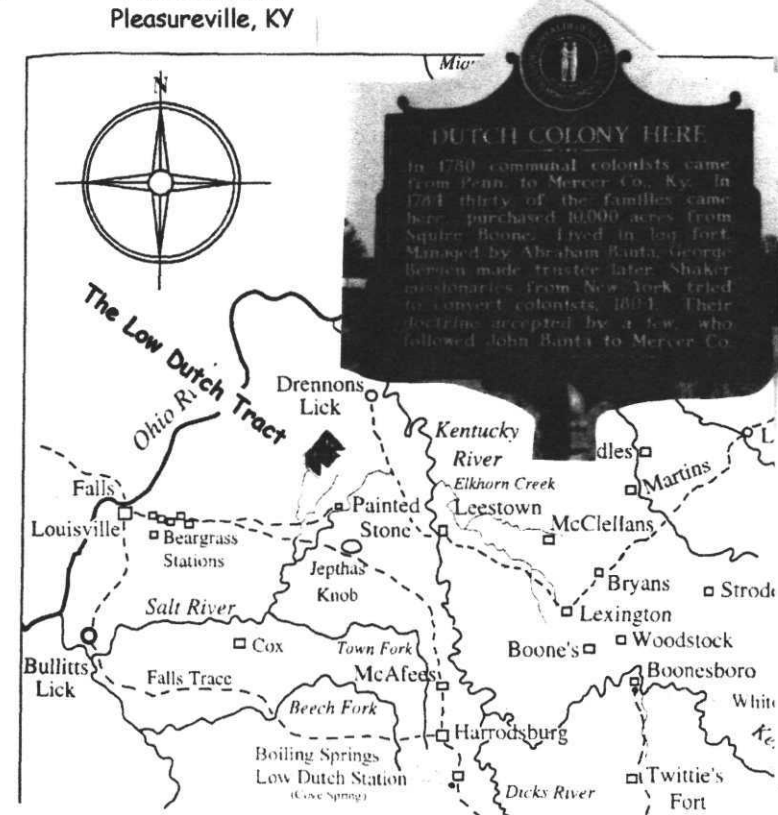 Pleasureville, KY
N
DUTCH COLONY HERE
In 1780 communal colonists came
from Penn. to Mercer Co., Ky. In
1784 thirty of the families came
here, purchased 10,000 acres from
Squire Boone. Lived in log fort.
Managed by Abraham Banta, George
Bergen made trustee later. Shaker
missionaries from New York tried
to convert colonists, 1804. Their
doctrine accepted by a few, who
followed John Banta to Mercer Co.
The Low Dutch Tract
Drennons
Lick
Ohio
Kentucky
River
Elkhorn Creek
Leestown
Martins
McClellans
Falls
Louisville
Beargrass
Stations
Painted
Stone
Jepthas
Knob
Bryans
Lexington
Salt River
Cox
Town Fork
Boone's
Woodstock
Bullitts
Lick
Falls Trace
McAfees
Boonesboro
Beech Fork
Harrodsburg
Boiling Springs
Low Dutch Station
(Cove Spring)
Dicks River
Twittie's
Fort